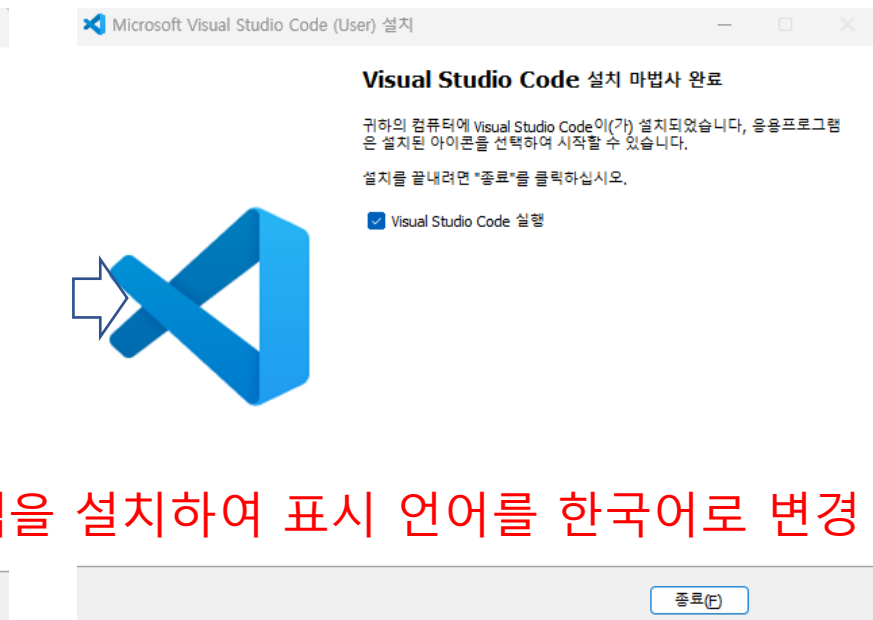 Microsoft Visual Studio Code (User) 설치
Visual Studio Code 설치 마법사 완료
귀하의 컴퓨터에 Visual Studio Code이(가) 설치되었습니다, 응용프로그램
은 설치된 아이콘을 선택하여 시작할 수 있습니다.
설치를 끝내려면 "종료"를 클릭하십시오.
Visual Studio Code 실행
설치하여 표시 언어를 한국어로 변경
종료(F)